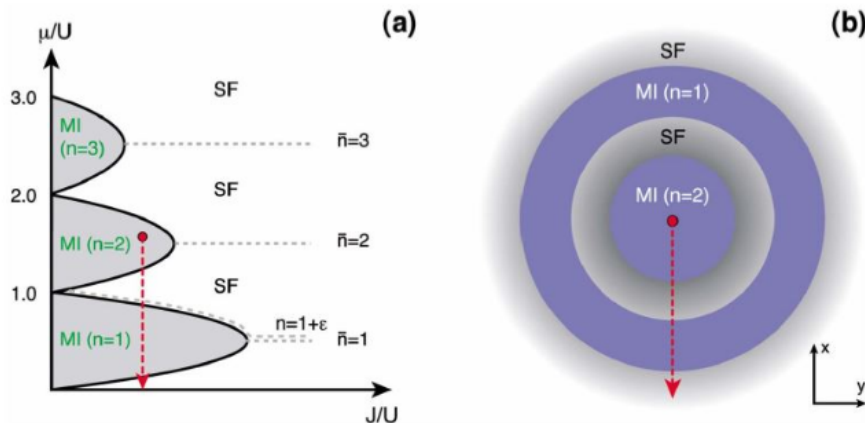 μ/U
(a)
3.0
SF
MI
(n=3)
n̄=3
2.0
SF
MI (n=2)
n̄=2
1.0
SF
n=1+ε
MI (n=1)
n̄=1
J/U
(b)
SF
MI (n=1)
SF
MI (n=2)
x
y